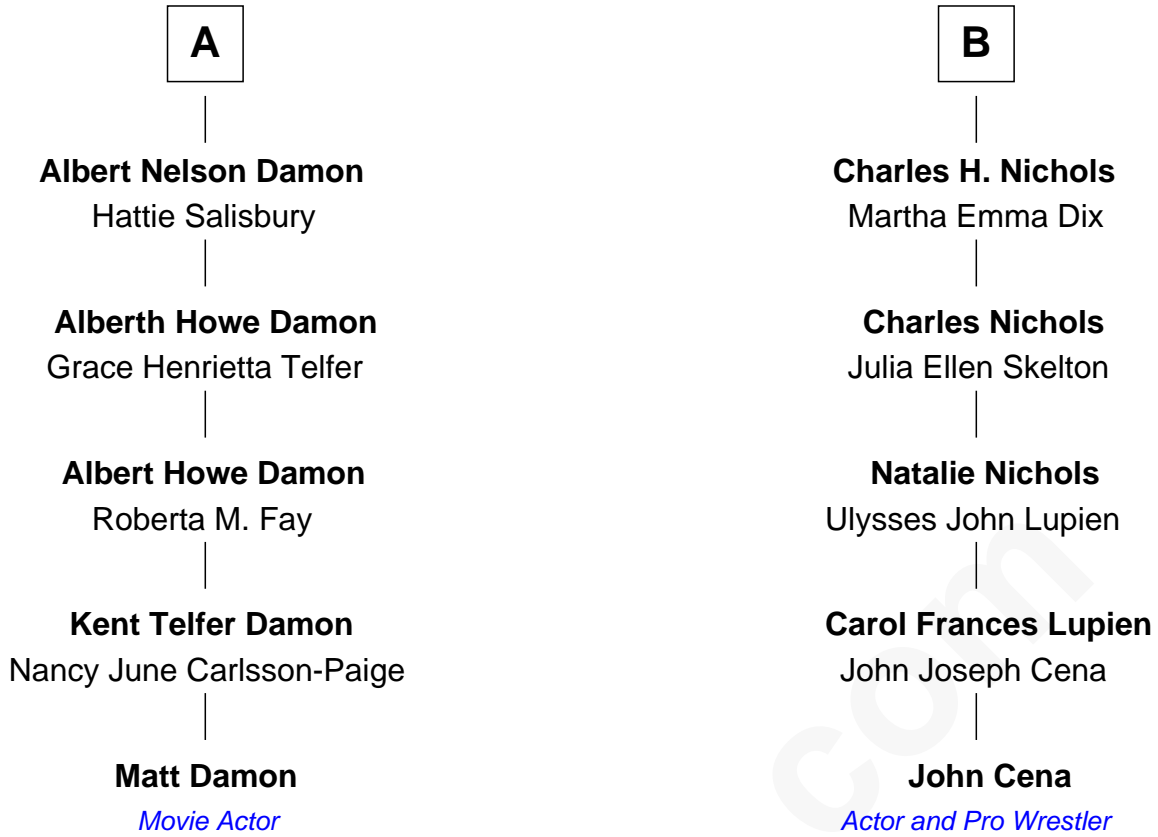 A
B
Albert Nelson Damon
Hattie Salisbury
Charles H. Nichols
Martha Emma Dix
Alberth Howe Damon
Grace Henrietta Telfer
Charles Nichols
Julia Ellen Skelton
Albert Howe Damon
Roberta M. Fay
Natalie Nichols
Ulysses John Lupien
Kent Telfer Damon
Nancy June Carlsson-Paige
Carol Frances Lupien
John Joseph Cena
Matt Damon
Movie Actor
John Cena
Actor and Pro Wrestler
com